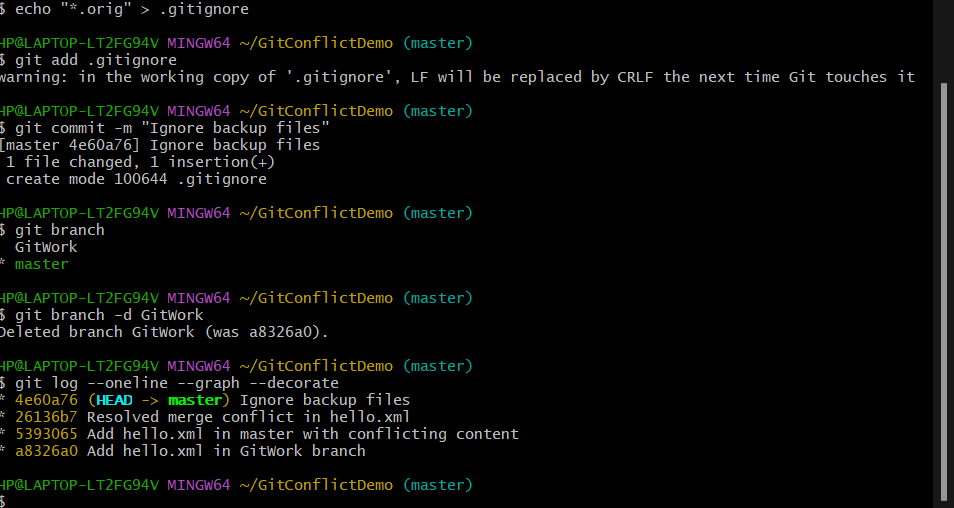 $ echo "*.orig" > .gitignore
HP@LAPTOP-LT2FG94V MINGW64 ~/GitConflictDemo (master)
$ git add .gitignore
warning: in the working copy of '.gitignore', LF will be replaced by CRLF the next time Git touches it
HP@LAPTOP-LT2FG94V MINGW64 ~/GitConflictDemo (master)
$ git commit -m "Ignore backup files"
[master 4e60a76] Ignore backup files
1 file changed, 1 insertion(+)
create mode 100644 .gitignore
HP@LAPTOP-LT2FG94V MINGW64 ~/GitConflictDemo (master)
$ git branch
GitWork
* master
HP@LAPTOP-LT2FG94V MINGW64 ~/GitConflictDemo (master)
$ git branch -d GitWork
Deleted branch GitWork (was a8326a0).
HP@LAPTOP-LT2FG94V MINGW64 ~/GitConflictDemo (master)
$ git log --oneline --graph --decorate
* 4e60a76 (HEAD -> master) Ignore backup files
* 26136b7 Resolved merge conflict in hello.xml
* 5393065 Add hello.xml in master with conflicting content
* a8326a0 Add hello.xml in GitWork branch
HP@LAPTOP-LT2FG94V MINGW64 ~/GitConflictDemo (master)
$